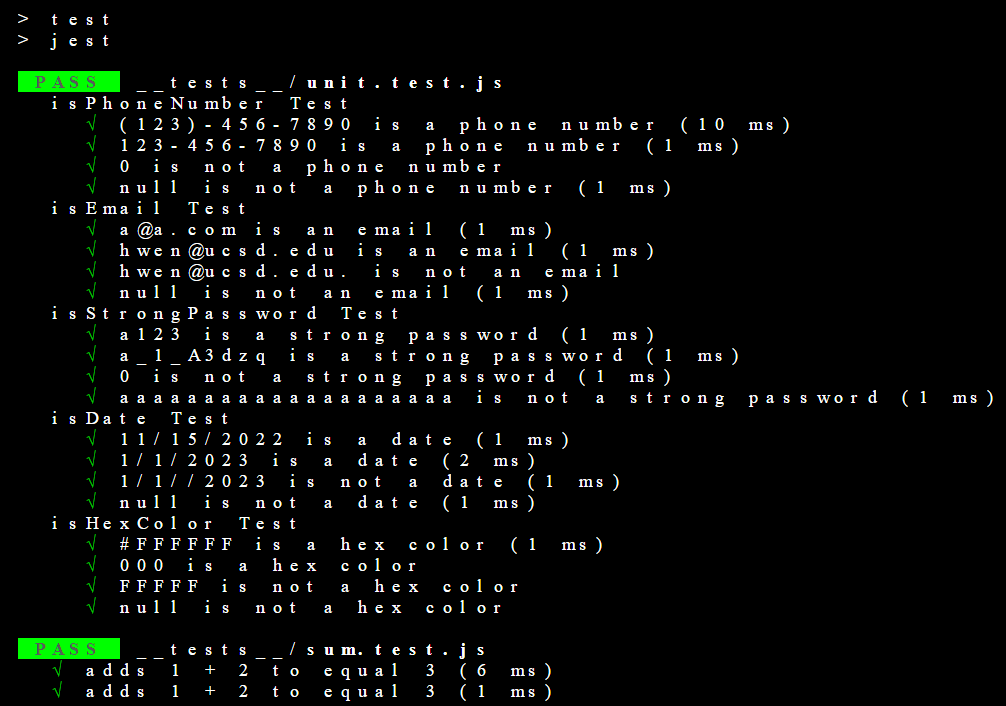 > test
> jest
PASS __tests__/unit.test.js
isPhoneNumber Test
√ (123)-456-7890 is a phone number (10 ms)
√ 123-456-7890 is a phone number (1 ms)
√ 0 is not a phone number
√ null is not a phone number (1 ms)
isEmail Test
√ a@a.com is an email (1 ms)
√ hwen@ucsd.edu is an email (1 ms)
√ hwen@ucsd.edu. is not an email
√ null is not an email (1 ms)
isStrongPassword Test
√ a123 is a strong password (1 ms)
√ a_1_A3dzq is a strong password (1 ms)
√ 0 is not a strong password (1 ms)
√ aaaaaaaaaaaaaaaaaaaa is not a strong password (1 ms)
isDate Test
√ 11/15/2022 is a date (1 ms)
√ 1/1/2023 is a date (2 ms)
√ 1/1//2023 is not a date (1 ms)
√ null is not a date (1 ms)
isHexColor Test
√ #FFFFFF is a hex color (1 ms)
√ 000 is a hex color
√ FFFFF is not a hex color
√ null is not a hex color
PASS __tests__/sum.test.js
√ adds 1 + 2 to equal 3 (6 ms)
√ adds 1 + 2 to equal 3 (1 ms)